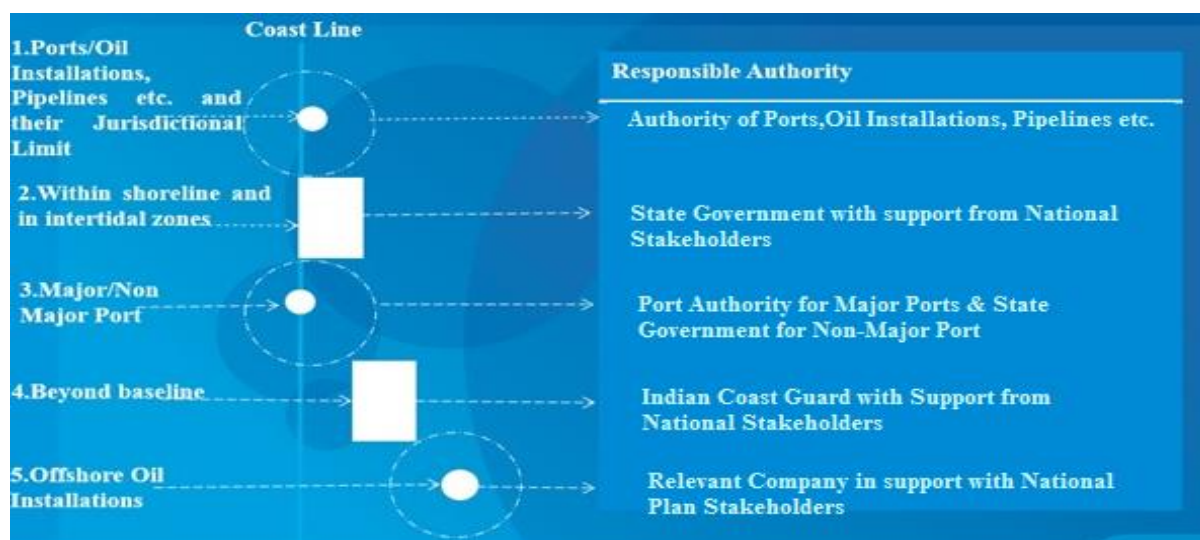 Coast Line
1.Ports/Oil
Installations,
Pipelines etc. and
their Jurisdictional
Limit
Responsible Authority
Authority of Ports,Oil Installations, Pipelines etc.
2.Within shoreline and
in intertidal zones
State Government with support from National
Stakeholders
3.Major/Non
Major Port
Port Authority for Major Ports & State
Government for Non-Major Port
4.Beyond baseline
Indian Coast Guard with Support from
National Stakeholders
5.Offshore Oil
Installations
Relevant Company in support with National
Plan Stakeholders